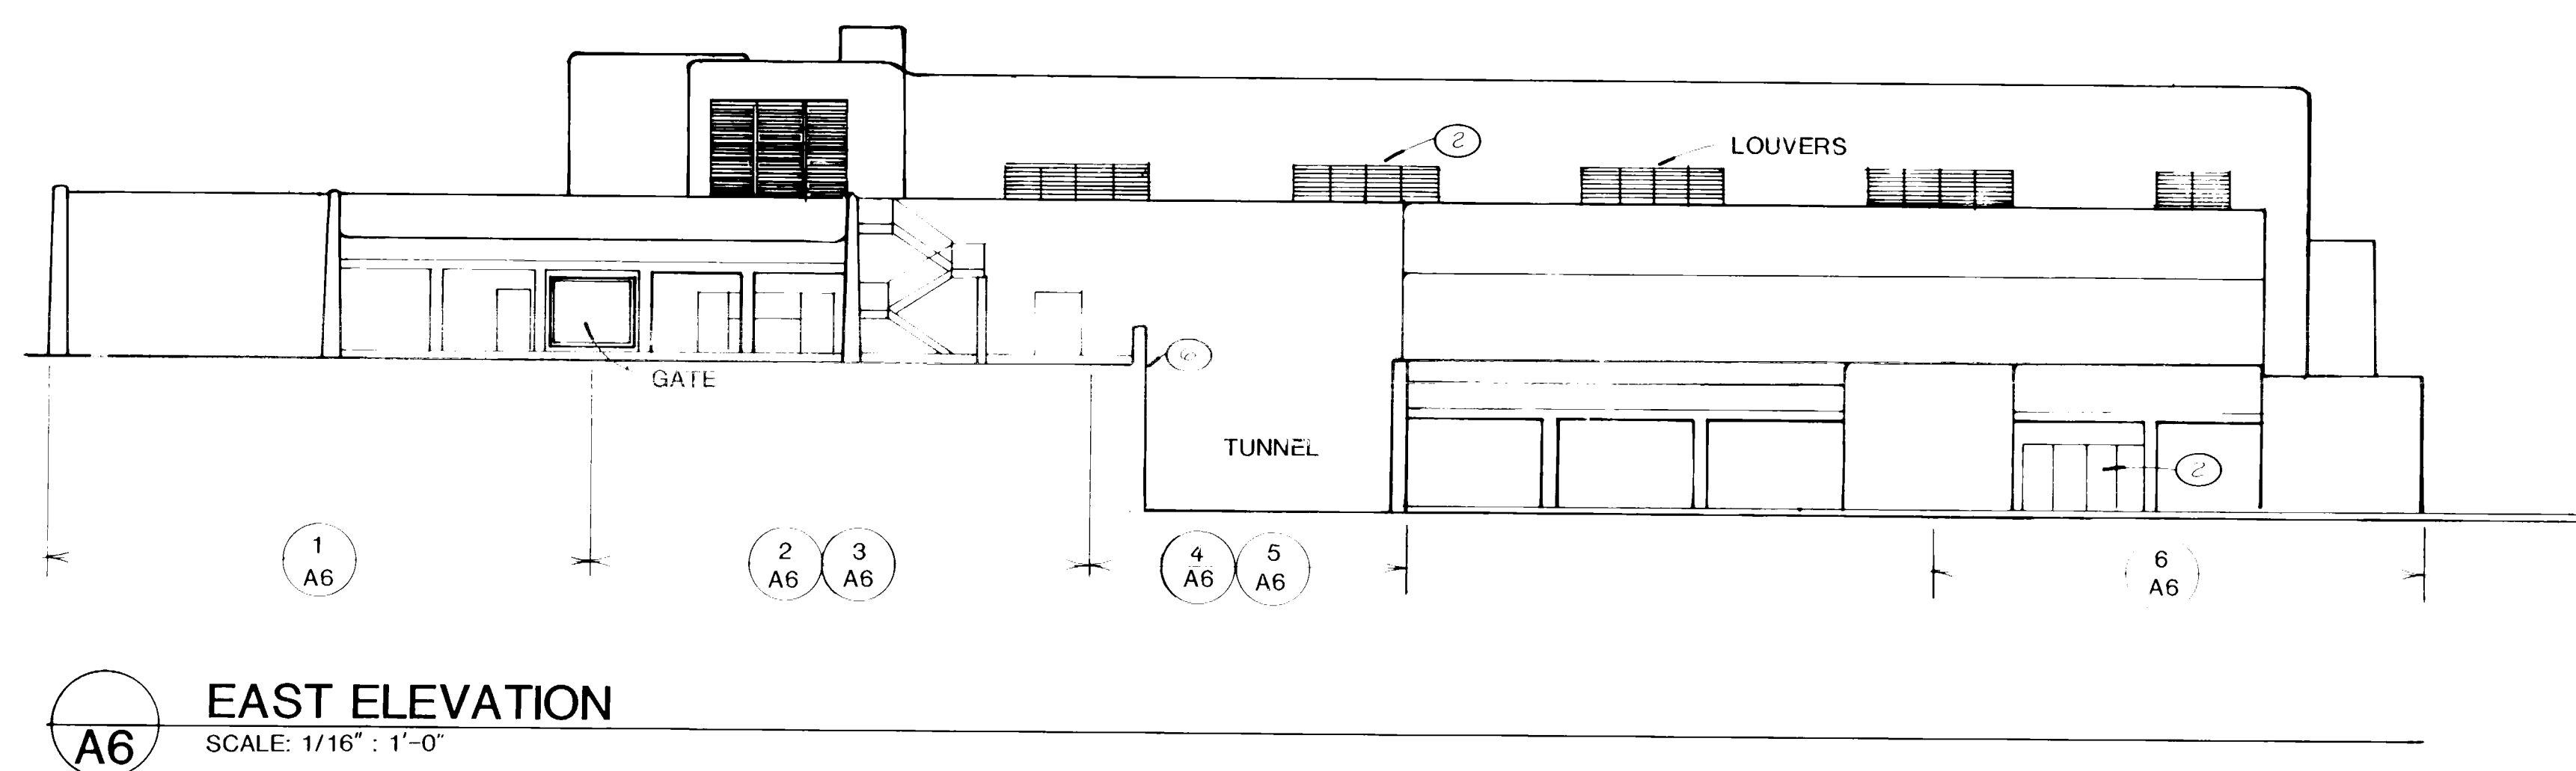 2
LOUVERS
GATE
6
TUNNEL
2
1
A6
2
A6
3
A6
4
A6
5
A6
6
A6
EAST ELEVATION
A6
SCALE: 1/16" : 1'-0"